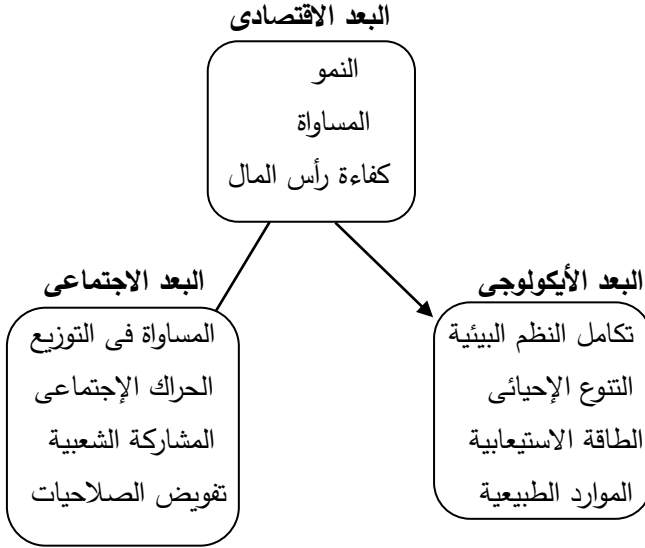 البعد الاقتصادى
النمو
المساواة
كفاءة رأس المال
البعد الأيكولوجى
تكامل النظم البيئية
التنوع الإحيائى
الطاقة الاستيعابية
الموارد الطبيعية
البعد الاجتماعى
المساواة فى التوزيع
الحراك الإجتماعى
المشاركة الشعبية
تفويض الصلاحيات